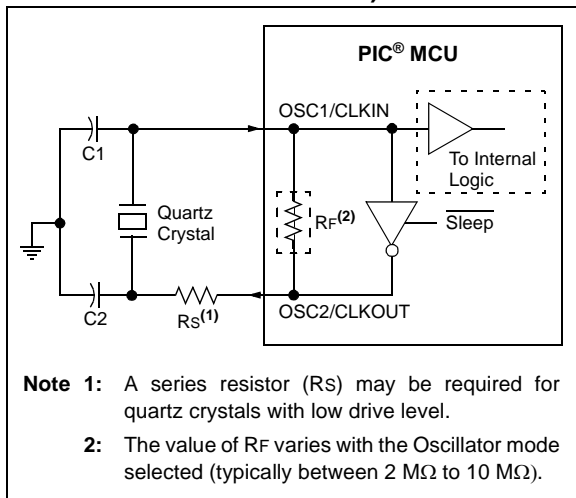 PIC® MCU
OSC1/CLKIN
C1
To Internal
Logic
Quartz
Crystal
RF(2)
Sleep
C2
RS(1)
OSC2/CLKOUT
Note 1: A series resistor (RS) may be required for
quartz crystals with low drive level.
2: The value of RF varies with the Oscillator mode
selected (typically between 2 MΩ to 10 MΩ).